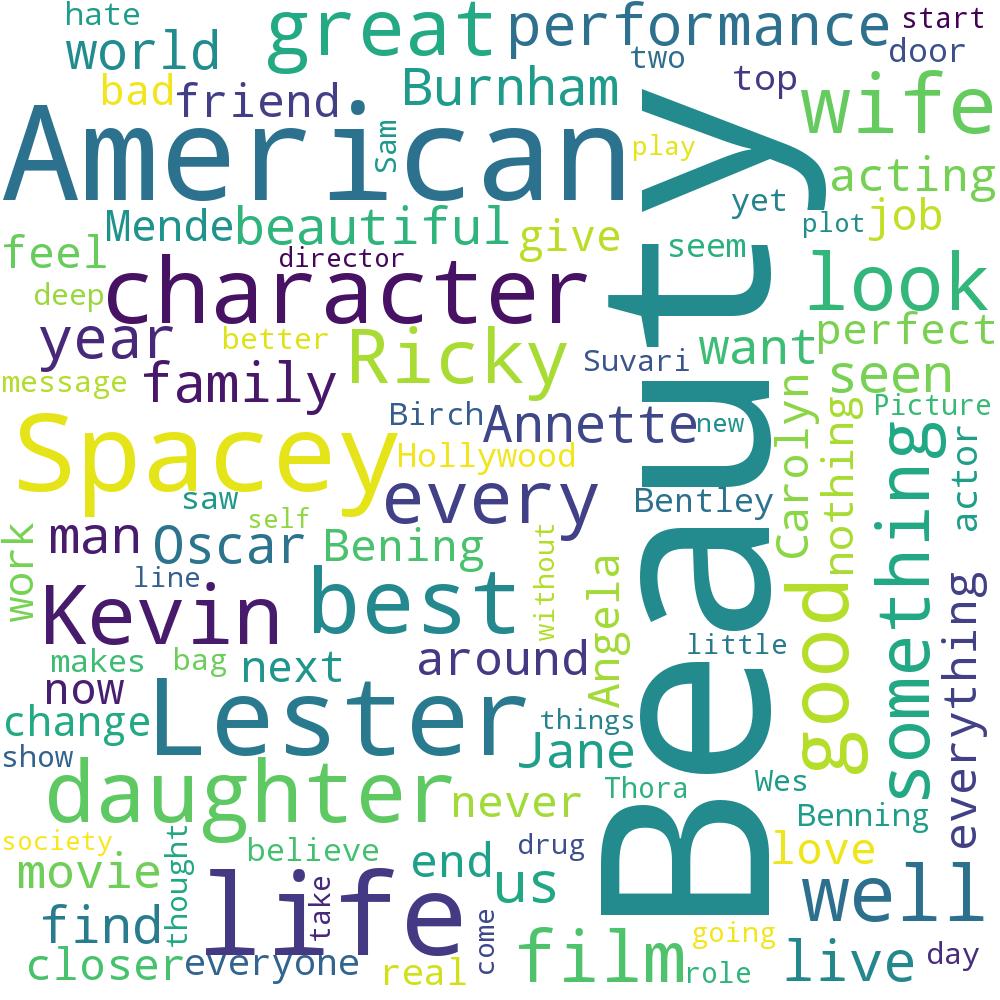 hate
world
great
performance
start
door
two
top
bad
friend
Burnham
wife
American
Sam
play
Beauty
acting
yet
plot
job
Mende
beautiful
give
seem
feel
director
deep
character
look
year
better
Ricky
Suvari
want
perfect
message
family
seen
Birch
Annette
new
Carolyn
nothing
Picture
Spacey
Hollywood
something
actor
saw
self
every
Bentley
work
man
Oscar
Bening
without
line
Kevin
best
Angela
good
everything
makes
bag
next
around
little
now
change
Lester
things
Jane
show
daughter
never
Thora
Wes
Benning
society
movie
thought
believe
end
drug
love
us
well
find
life
take
come
film
going
closer
everyone
real
role
live
day